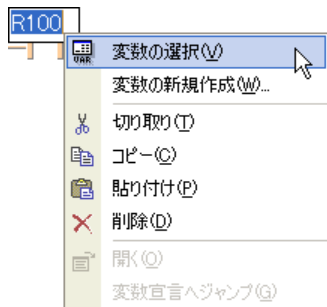 R100
VAR 変数の選択(V)
変数の新規作成(W)...
切り取り(T)
コピー(C)
貼り付け(P)
削除(D)
開く(O)
変数宣言へジャンプ(G)